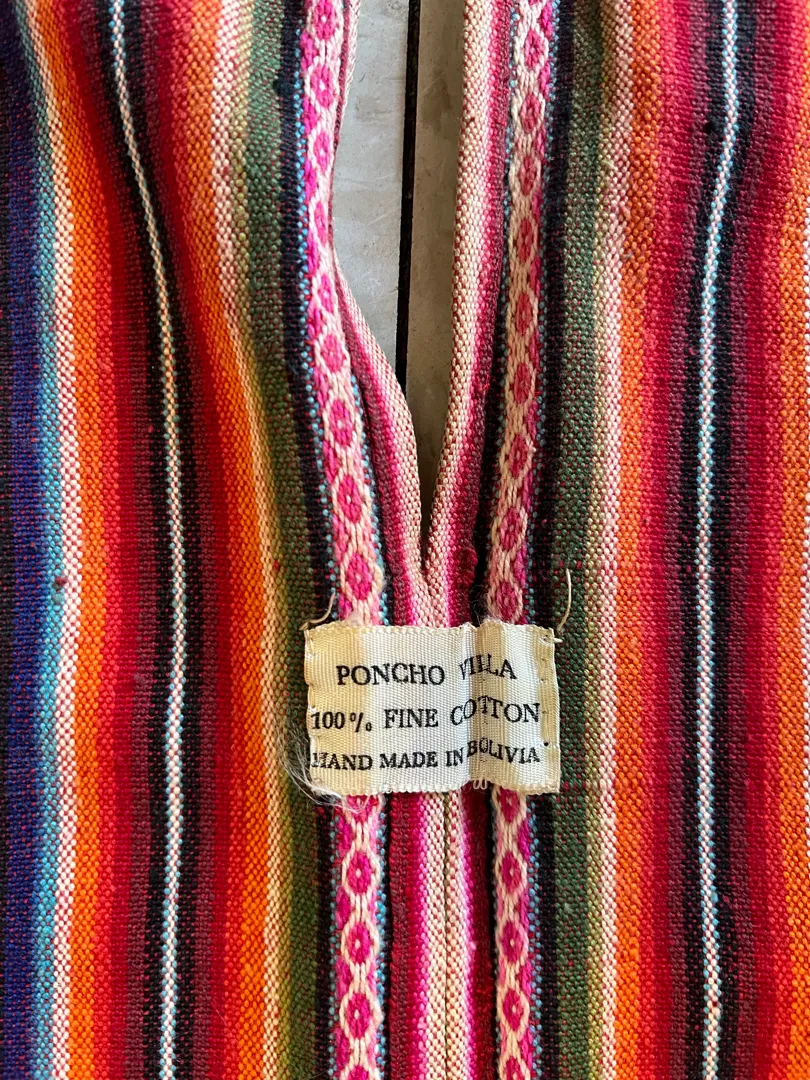 PONCHO VILLA
100% FINE COTTON
HAND MADE IN BOLIVIA